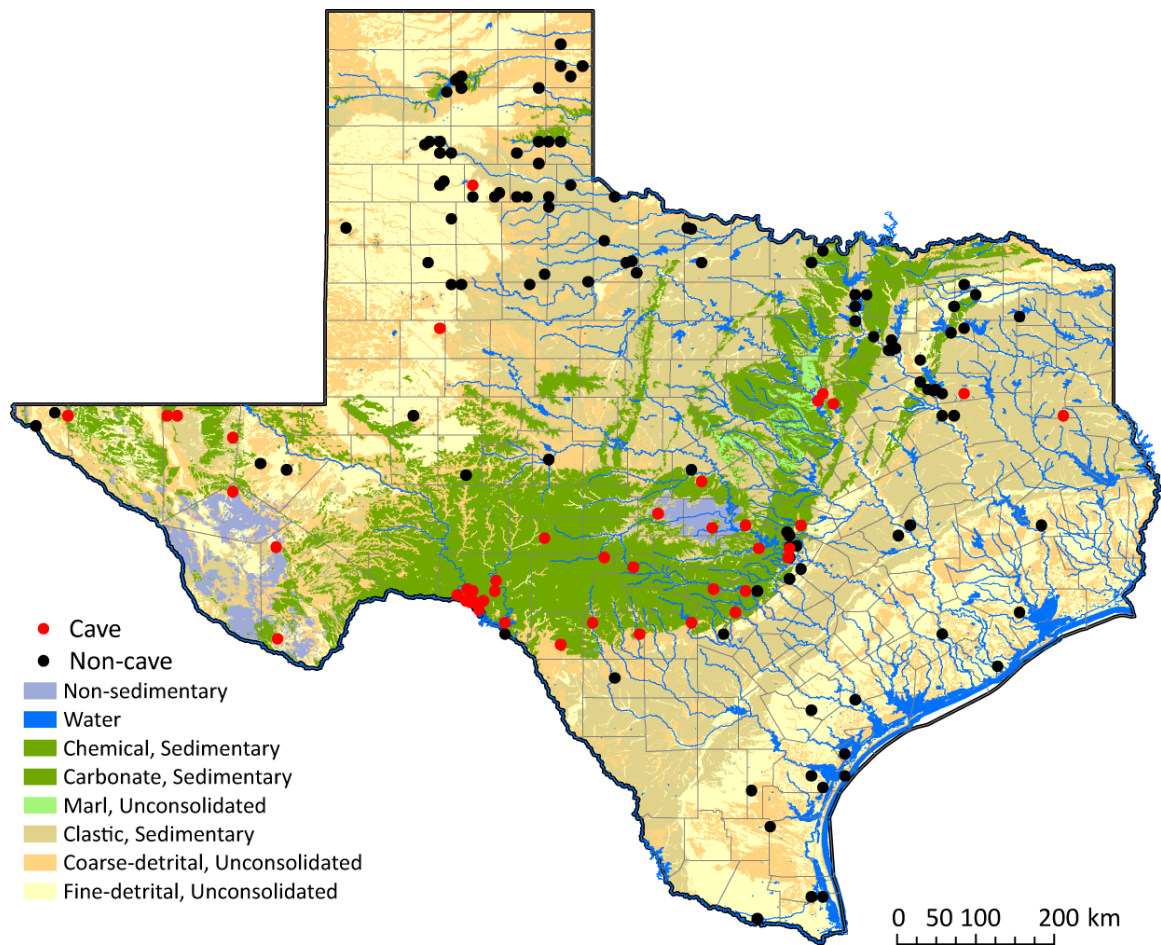 Cave
Non-cave
Non-sedimentary
Water
Chemical, Sedimentary
Carbonate, Sedimentary
Marl, Unconsolidated
Clastic, Sedimentary
Coarse-detrital, Unconsolidated
Fine-detrital, Unconsolidated
0 50 100 200 km